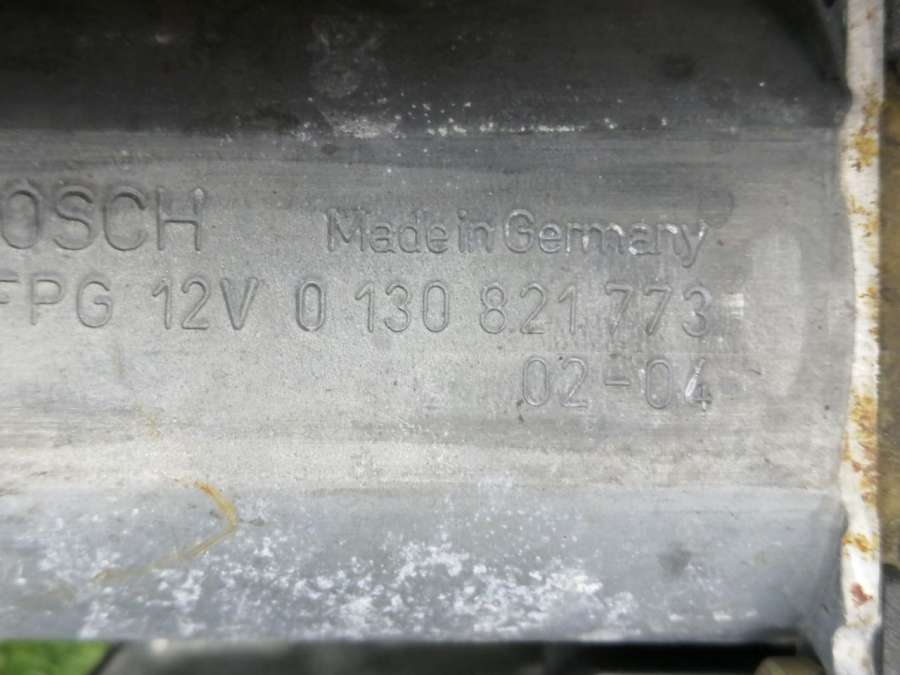 OSCH Made in Germany
FPG 12V 0 130 821 773
02-04